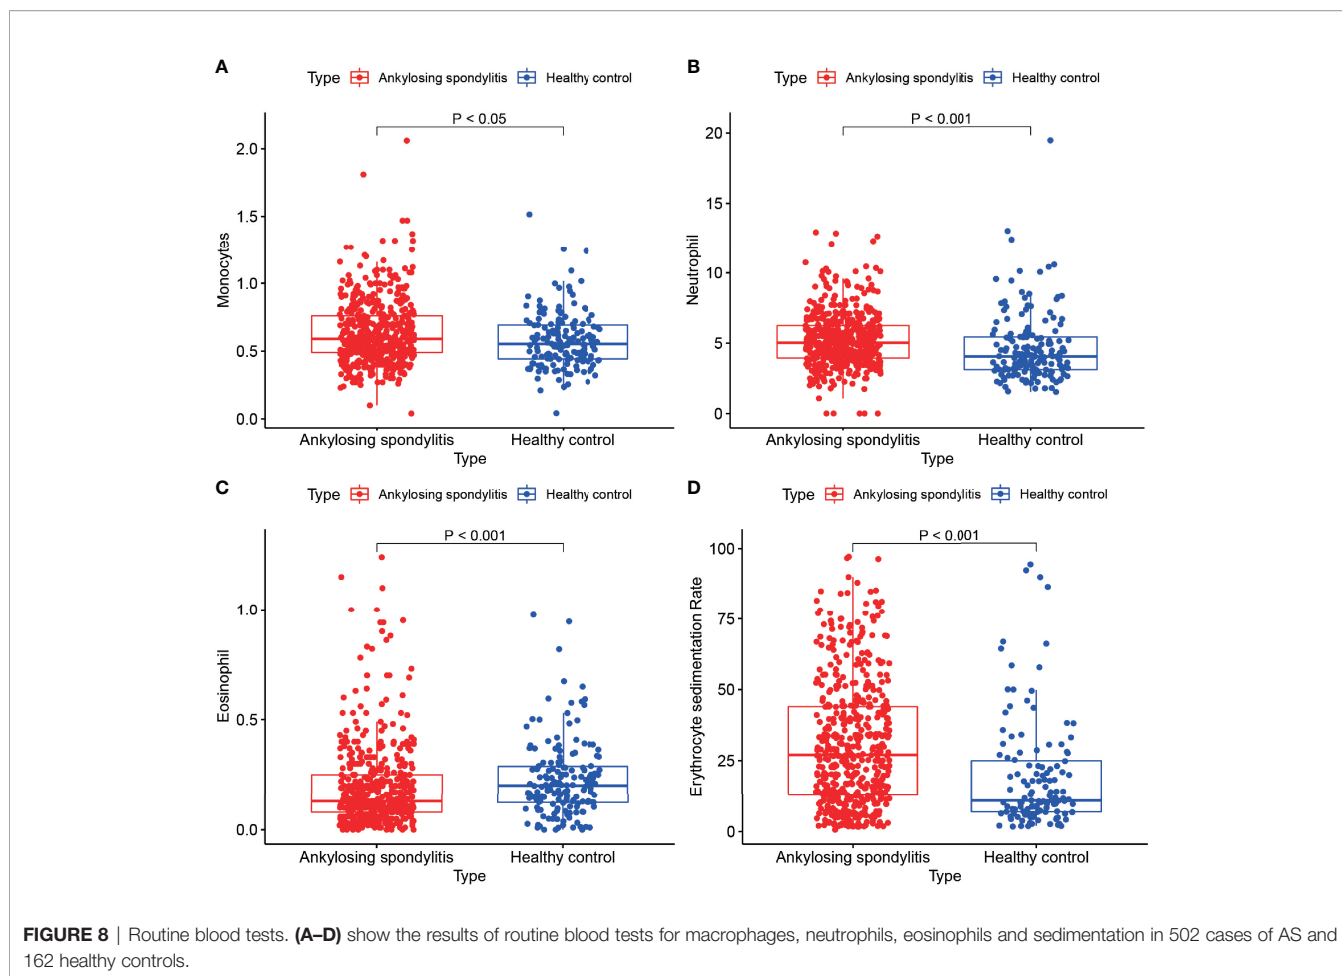 A
Type Ankylosing spondylitis Healthy control
P < 0.05
2.0
1.5
1.0
0.5
0.0
Monocytes
Ankylosing spondylitis Healthy control
Type
B
Type Ankylosing spondylitis Healthy control
P < 0.001
20
15
10
5
0
Neutrophil
Ankylosing spondylitis Healthy control
Type
C
Type Ankylosing spondylitis Healthy control
P < 0.001
1.0
0.5
0.0
Eosinophil
Ankylosing spondylitis Healthy control
Type
D
Type Ankylosing spondylitis Healthy control
P < 0.001
100
75
50
25
0
Erythrocyte sedimentation Rate
Ankylosing spondylitis Healthy control
Type
FIGURE 8 | Routine blood tests. (A–D) show the results of routine blood tests for macrophages, neutrophils, eosinophils and sedimentation in 502 cases of AS and
162 healthy controls.